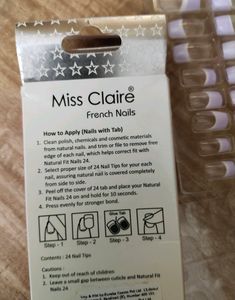 Miss Claire®
French Nails
How to Apply (Nails with Tab)
1. Clean polish, chemicals and cosmetic materials
from natural nails. and trim or file to remove free
edge of each nail, which helps correct fit with
Natural Fit Nails 24.
2. Select proper size of 24 Nail Tips for your each
nail, assuring natural nail is covered completely
from side to side.
3. Peel off the cover of 24 tab and place your Natural
Fit Nails 24 on and hold for 10 seconds.
4. Press evenly for stronger bond.
Glue Tab
Step - 1 Step - 2 Step - 3 Step - 4
Contents : 24 Nail Tips
Cautions :
1. Keep out of reach of children
2. Leave a small gap between cuticle and Natural Fit
Nails 24